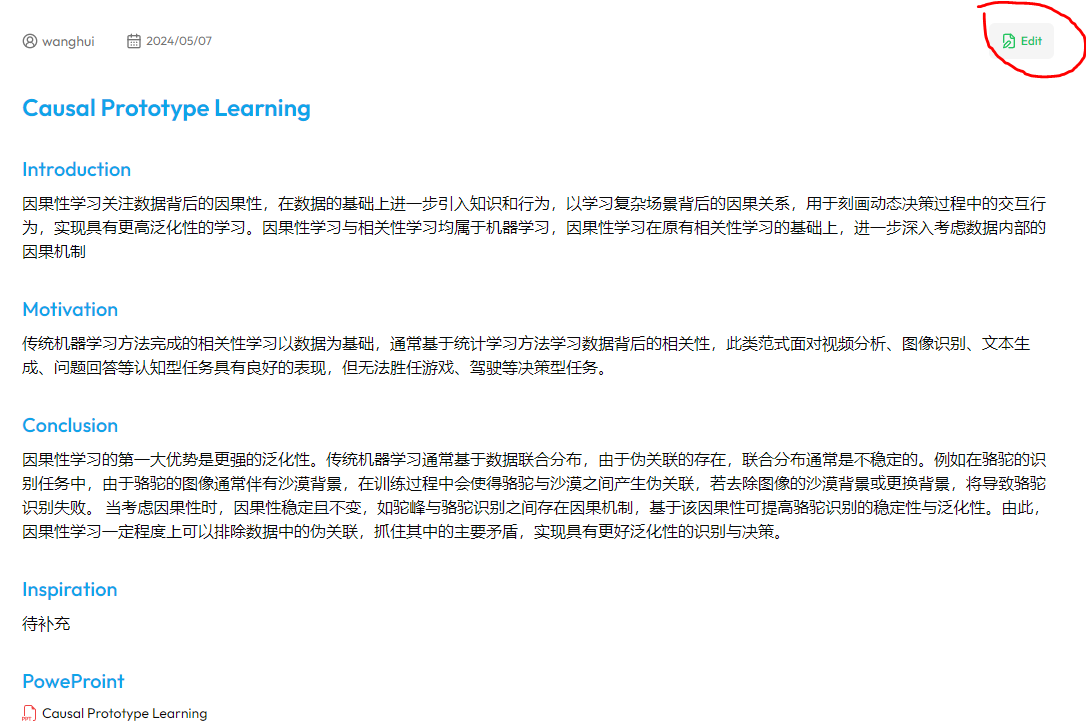 wanghui 2024/05/07 Edit
Causal Prototype Learning
Introduction
因果性学习关注数据背后的因果性，在数据的基础上进一步引入知识和行为，以学习复杂场景背后的因果关系，用于刻画动态决策过程中的交互行
为，实现具有更高泛化性的学习。因果性学习与相关性学习均属于机器学习，因果性学习在原有相关性学习的基础上，进一步深入考虑数据内部的
因果机制
Motivation
传统机器学习方法完成的相关性学习以数据为基础，通常基于统计学习方法学习数据背后的相关性，此类范式面对视频分析、图像识别、文本生
成、问题回答等认知型任务具有良好的表现，但无法胜任游戏、驾驶等决策型任务。
Conclusion
因果性学习的第一大优势是更强的泛化性。传统机器学习通常基于数据联合分布，由于伪关联的存在，联合分布通常是不稳定的。例如在骆驼的识
别任务中，由于骆驼的图像通常伴有沙漠背景，在训练过程中会使得骆驼与沙漠之间产生伪关联，若去除图像的沙漠背景或更换背景，将导致骆驼
识别失败。 当考虑因果性时，因果性稳定且不变，如驼峰与骆驼识别之间存在因果机制，基于该因果性可提高骆驼识别的稳定性与泛化性。由此，
因果性学习一定程度上可以排除数据中的伪关联，抓住其中的主要矛盾，实现具有更好泛化性的识别与决策。
Inspiration
待补充
PowePrоint
PPT Causal Prototype Learning